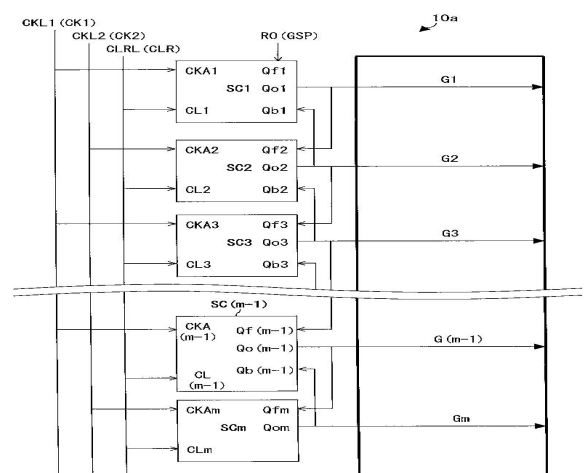 CKL1(CK1)
CKL2(CK2)
CLRL(CLR)
RO(GSP)
10a
CKA1 Qf1
SC1 Qo1
CL1 Qb1
G1
CKA2 Qf2
SC2 Qo2
CL2 Qb2
G2
CKA3 Qf3
SC3 Qo3
CL3 Qb3
G3
SC(m-1)
CKA Qf(m-1)
(m-1) Qo(m-1)
CL Qb(m-1)
(m-1)
G(m-1)
CKAm Qfm
SCm Qom
CLm
Gm